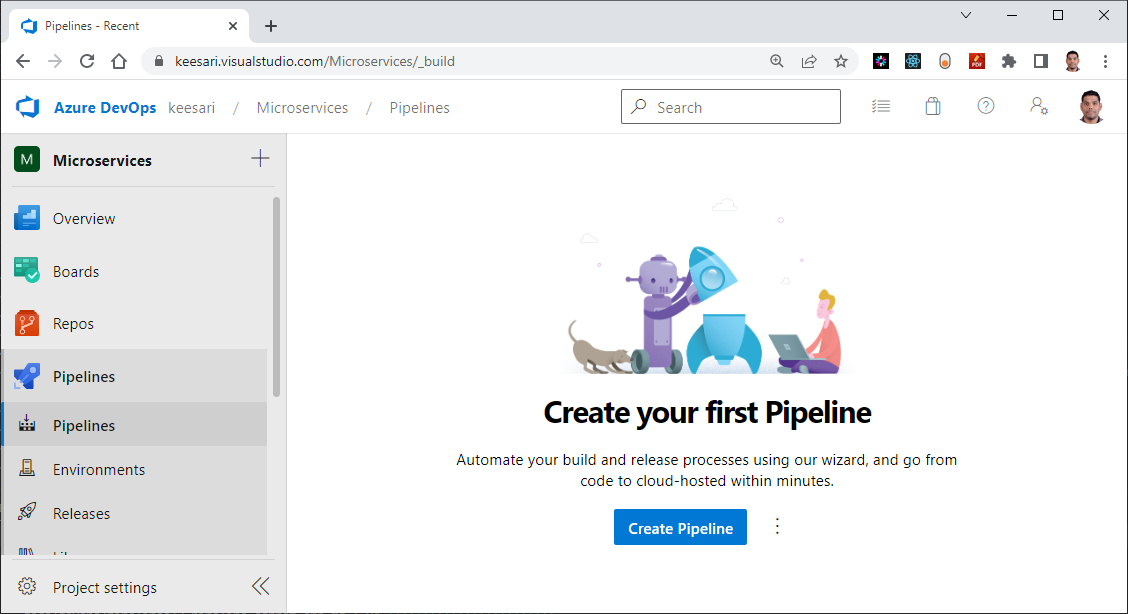 Pipelines - Recent
keesari.visualstudio.com/Microservices/_build
PDF
Azure DevOps keesari / Microservices / Pipelines
Search
M Microservices
Overview
Boards
Repos
Pipelines
Pipelines
Environments
Releases
Project settings
Create your first Pipeline
Automate your build and release processes using our wizard, and go from
code to cloud-hosted within minutes.
Create Pipeline